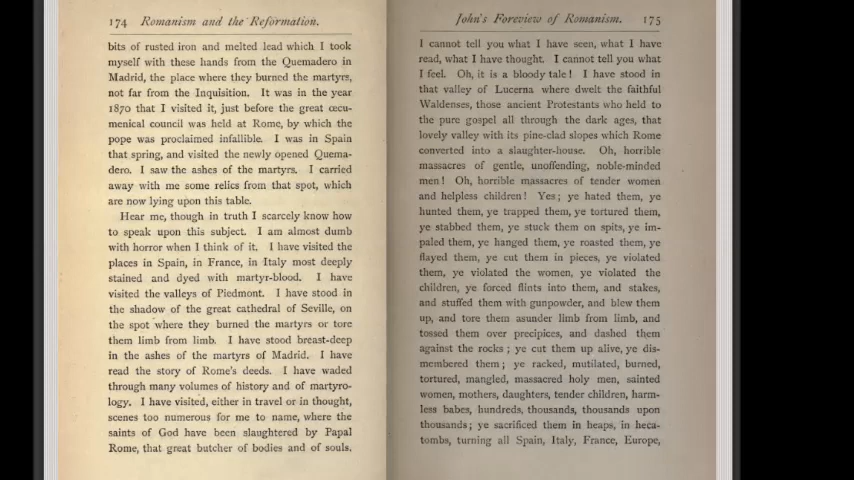 174 Romanism and the Reformation.
bits of rusted iron and melted lead which I took
myself with these hands from the Quemadero in
Madrid, the place where they burned the martyrs,
not far from the Inquisition. It was in the year
1870 that I visited it, just before the great œcu-
menical council was held at Rome, by which the
pope was proclaimed infallible. I was in Spain
that spring, and visited the newly opened Quema-
dero. I saw the ashes of the martyrs. I carried
away with me some relics from that spot, which
are now lying upon this table.
Hear me, though in truth I scarcely know how
to speak upon this subject. I am almost dumb
with horror when I think of it. I have visited the
places in Spain, in France, in Italy most deeply
stained and dyed with martyr-blood. I have
visited the valleys of Piedmont. I have stood in
the shadow of the great cathedral of Seville, on
the spot where they burned the martyrs or tore
them limb from limb. I have stood breast-deep
in the ashes of the martyrs of Madrid. I have
read the story of Rome's deeds. I have waded
through many volumes of history and of martyro-
logy. I have visited, either in travel or in thought,
scenes too numerous for me to name, where the
saints of God have been slaughtered by Papal
Rome, that great butcher of bodies and of souls.
John's Foreview of Romanism. 175
I cannot tell you what I have seen, what I have
read, what I have thought. I cannot tell you what
I feel. Oh, it is a bloody tale! I have stood in
that valley of Lucerna where dwelt the faithful
Waldenses, those ancient Protestants who held to
the pure gospel all through the dark ages, that
lovely valley with its pine-clad slopes which Rome
converted into a slaughter-house. Oh, horrible
massacres of gentle, unoffending, noble-minded
men! Oh, horrible massacres of tender women
and helpless children! Yes; ye hated them, ye
hunted them, ye trapped them, ye tortured them,
ye stabbed them, ye stuck them on spits, ye im-
paled them, ye hanged them, ye roasted them, ye
flayed them, ye cut them in pieces, ye violated
them, ye violated the women, ye violated the
children, ye forced flints into them, and stakes,
and stuffed them with gunpowder, and blew them
up, and tore them asunder limb from limb, and
tossed them over precipices, and dashed them
against the rocks; ye cut them up alive, ye dis-
membered them; ye racked, mutilated, burned,
tortured, mangled, massacred holy men, sainted
women, mothers, daughters, tender children, harm-
less babes, hundreds, thousands, thousands upon
thousands; ye sacrificed them in heaps, in heca-
tombs, turning all Spain, Italy, France, Europe,